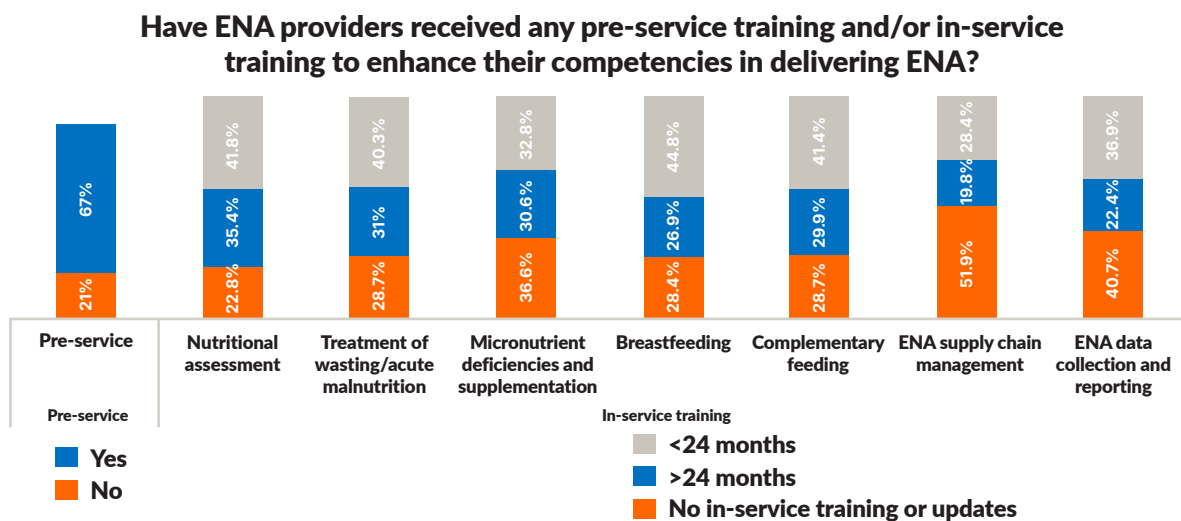 Have ENA providers received any pre-service training and/or in-service
training to enhance their competencies in delivering ENA?
67%
21%
41.8%
35.4%
22.8%
40.3%
31%
28.7%
32.8%
30.6%
36.6%
44.8%
26.9%
28.4%
41.4%
29.9%
28.7%
28.4%
19.8%
51.9%
36.9%
22.4%
40.7%
Pre-service
Nutritional
assessment
Treatment of
wasting/acute
malnutrition
Micronutrient
deficiencies and
supplementation
Breastfeeding
Complementary
feeding
ENA supply chain
management
ENA data
collection and
reporting
Pre-service
Yes
No
In-service training
<24 months
>24 months
No in-service training or updates